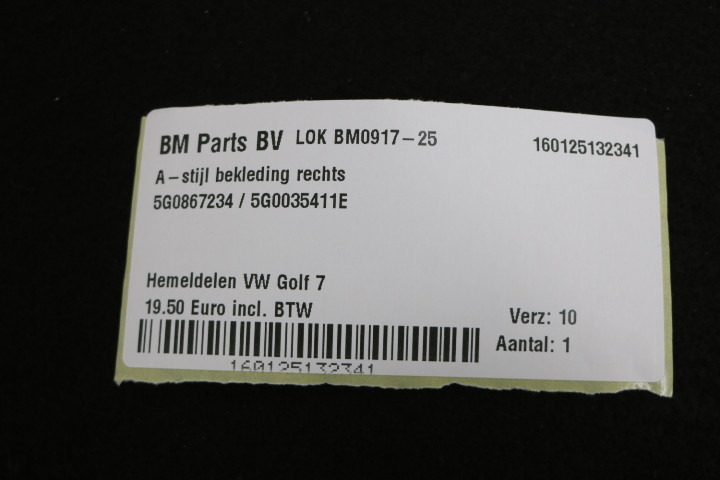 BM Parts BV LOK BM0917-25 160125132341
A-stijl bekleding rechts
5G0867234 / 5G0035411E
Hemeldelen VW Golf 7
19.50 Euro incl. BTW
Verz: 10
Aantal: 1
160125132341